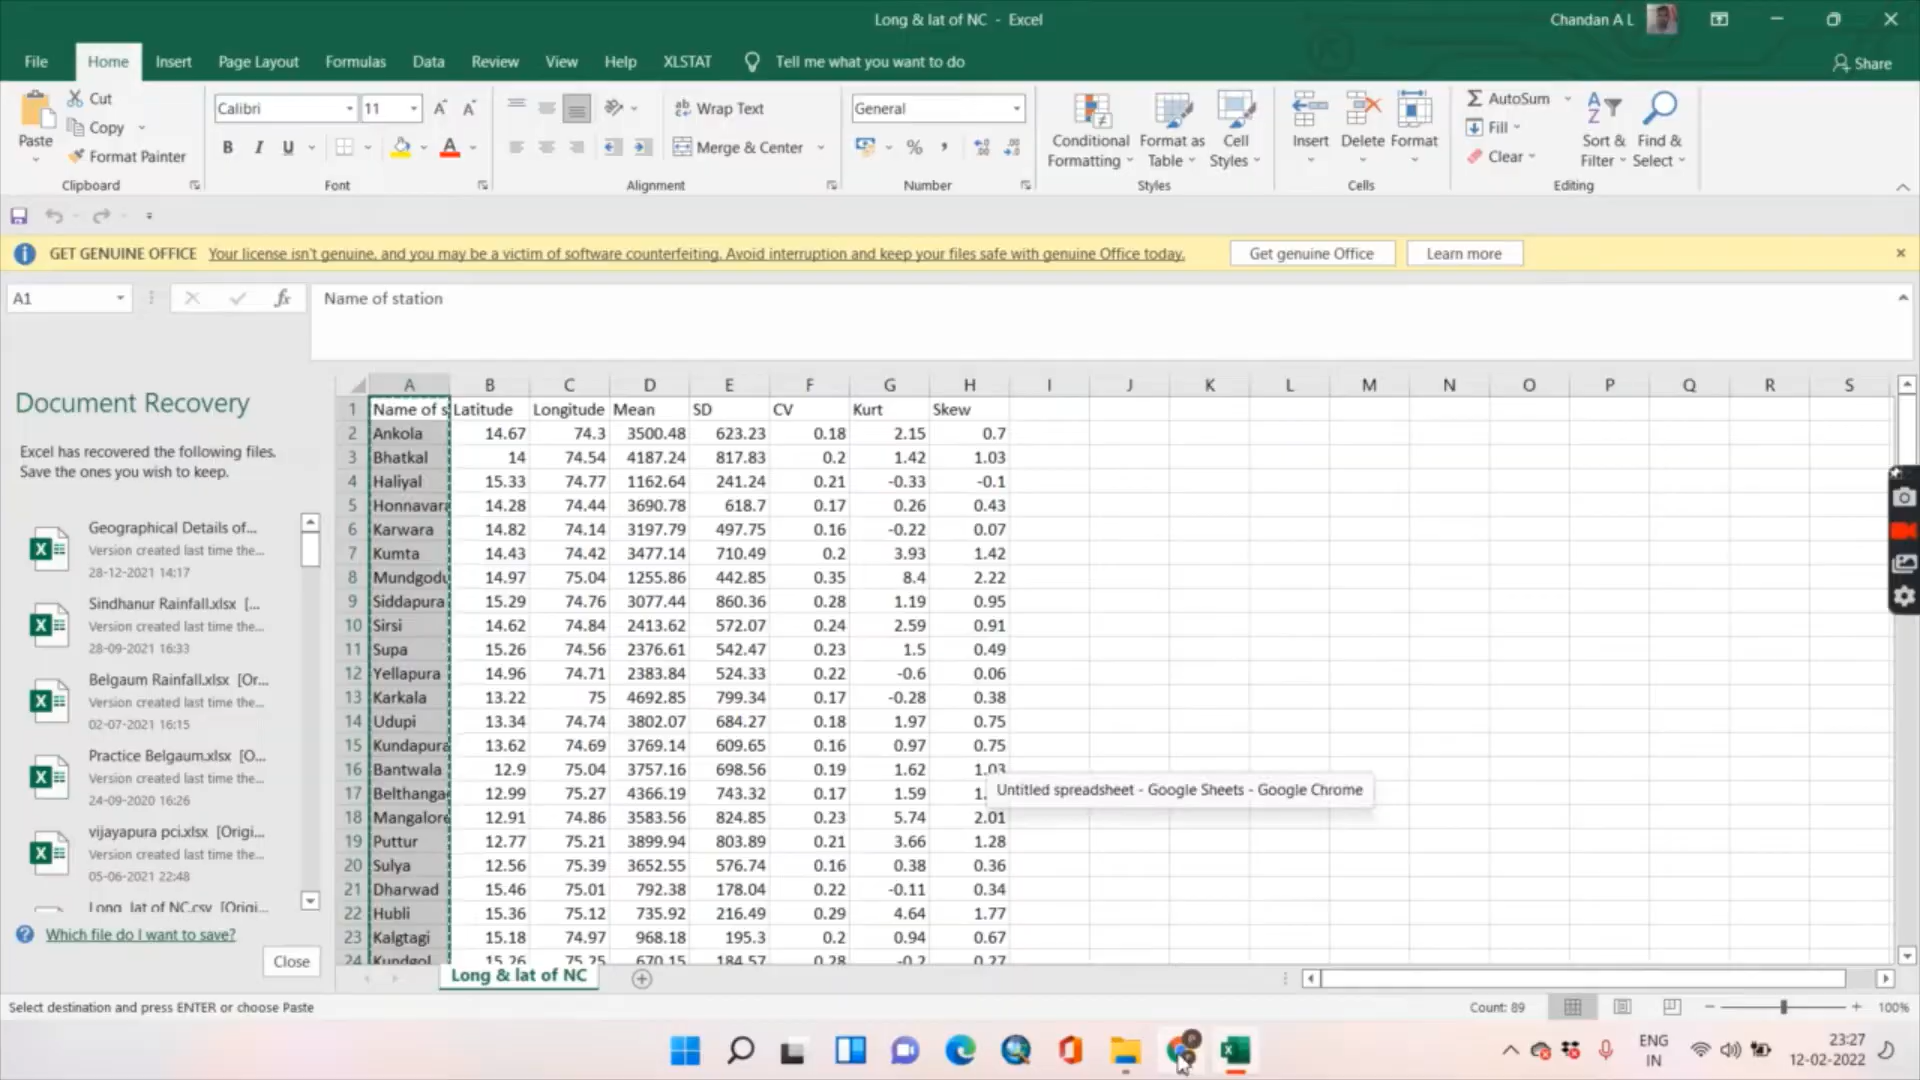 Long & lat of NC - Excel
Chandan A L
File Home Insert Page Layout Formulas Data Review View Help XLSTAT Tell me what you want to do
Share
Paste
Cut
Copy
Format Painter
Clipboard
Calibri 11
B I U
Font
Wrap Text
Merge & Center
Alignment
General
Number
Conditional Formatting
Format as Table
Cell Styles
Styles
Insert
Delete
Format
Cells
AutoSum
Fill
Clear
Sort & Filter
Find & Select
Editing
GET GENUINE OFFICE Your license isn't genuine, and you may be a victim of software counterfeiting. Avoid interruption and keep your files safe with genuine Office today.
Get genuine Office
Learn more
A1
fx
Name of station
Document Recovery
Excel has recovered the following files.
Save the ones you wish to keep.
Geographical Details of...
Version created last time the...
28-12-2021 14:17
Sindhanur Rainfall.xlsx [...
Version created last time the...
28-09-2021 16:33
Belgaum Rainfall.xlsx [Or...
Version created last time the...
02-07-2021 16:15
Practice Belgaum.xlsx [O...
Version created last time the...
24-09-2020 16:26
vijayapura pci.xlsx [Origi...
Version created last time the...
05-06-2021 22:48
Long_lat of NC.csv [Origi...
Which file do I want to save?
Close
A B C D E F G H I J K L M N O P Q R S
1 Name of s Latitude Longitude Mean SD CV Kurt Skew
2 Ankola 14.67 74.3 3500.48 623.23 0.18 2.15 0.7
3 Bhatkal 14 74.54 4187.24 817.83 0.2 1.42 1.03
4 Haliyal 15.33 74.77 1162.64 241.24 0.21 -0.33 -0.1
5 Honnavara 14.28 74.44 3690.78 618.7 0.17 0.26 0.43
6 Karwara 14.82 74.14 3197.79 497.75 0.16 -0.22 0.07
7 Kumta 14.43 74.42 3477.14 710.49 0.2 3.93 1.42
8 Mundgodu 14.97 75.04 1255.86 442.85 0.35 8.4 2.22
9 Siddapura 15.29 74.76 3077.44 860.36 0.28 1.19 0.95
10 Sirsi 14.62 74.84 2413.62 572.07 0.24 2.59 0.91
11 Supa 15.26 74.56 2376.61 542.47 0.23 1.5 0.49
12 Yellapura 14.96 74.71 2383.84 524.33 0.22 -0.6 0.06
13 Karkala 13.22 75 4692.85 799.34 0.17 -0.28 0.38
14 Udupi 13.34 74.74 3802.07 684.27 0.18 1.97 0.75
15 Kundapura 13.62 74.69 3769.14 609.65 0.16 0.97 0.75
16 Bantwala 12.9 75.04 3757.16 698.56 0.19 1.62 1.03
17 Belthanga 12.99 75.27 4366.19 743.32 0.17 1.59 1.
18 Mangalore 12.91 74.86 3583.56 824.85 0.23 5.74 2.01
19 Puttur 12.77 75.21 3899.94 803.89 0.21 3.66 1.28
20 Sulya 12.56 75.39 3652.55 576.74 0.16 0.38 0.36
21 Dharwad 15.46 75.01 792.38 178.04 0.22 -0.11 0.34
22 Hubli 15.36 75.12 735.92 216.49 0.29 4.64 1.77
23 Kalgtagi 15.18 74.97 968.18 195.3 0.2 0.94 0.67
24 Kundgol 15.26 75.25 670.15 184.57 0.28 -0.2 0.27
Untitled spreadsheet - Google Sheets - Google Chrome
Long & lat of NC
Select destination and press ENTER or choose Paste
Count: 89
100%
ENG
IN
23:27
12-02-2022